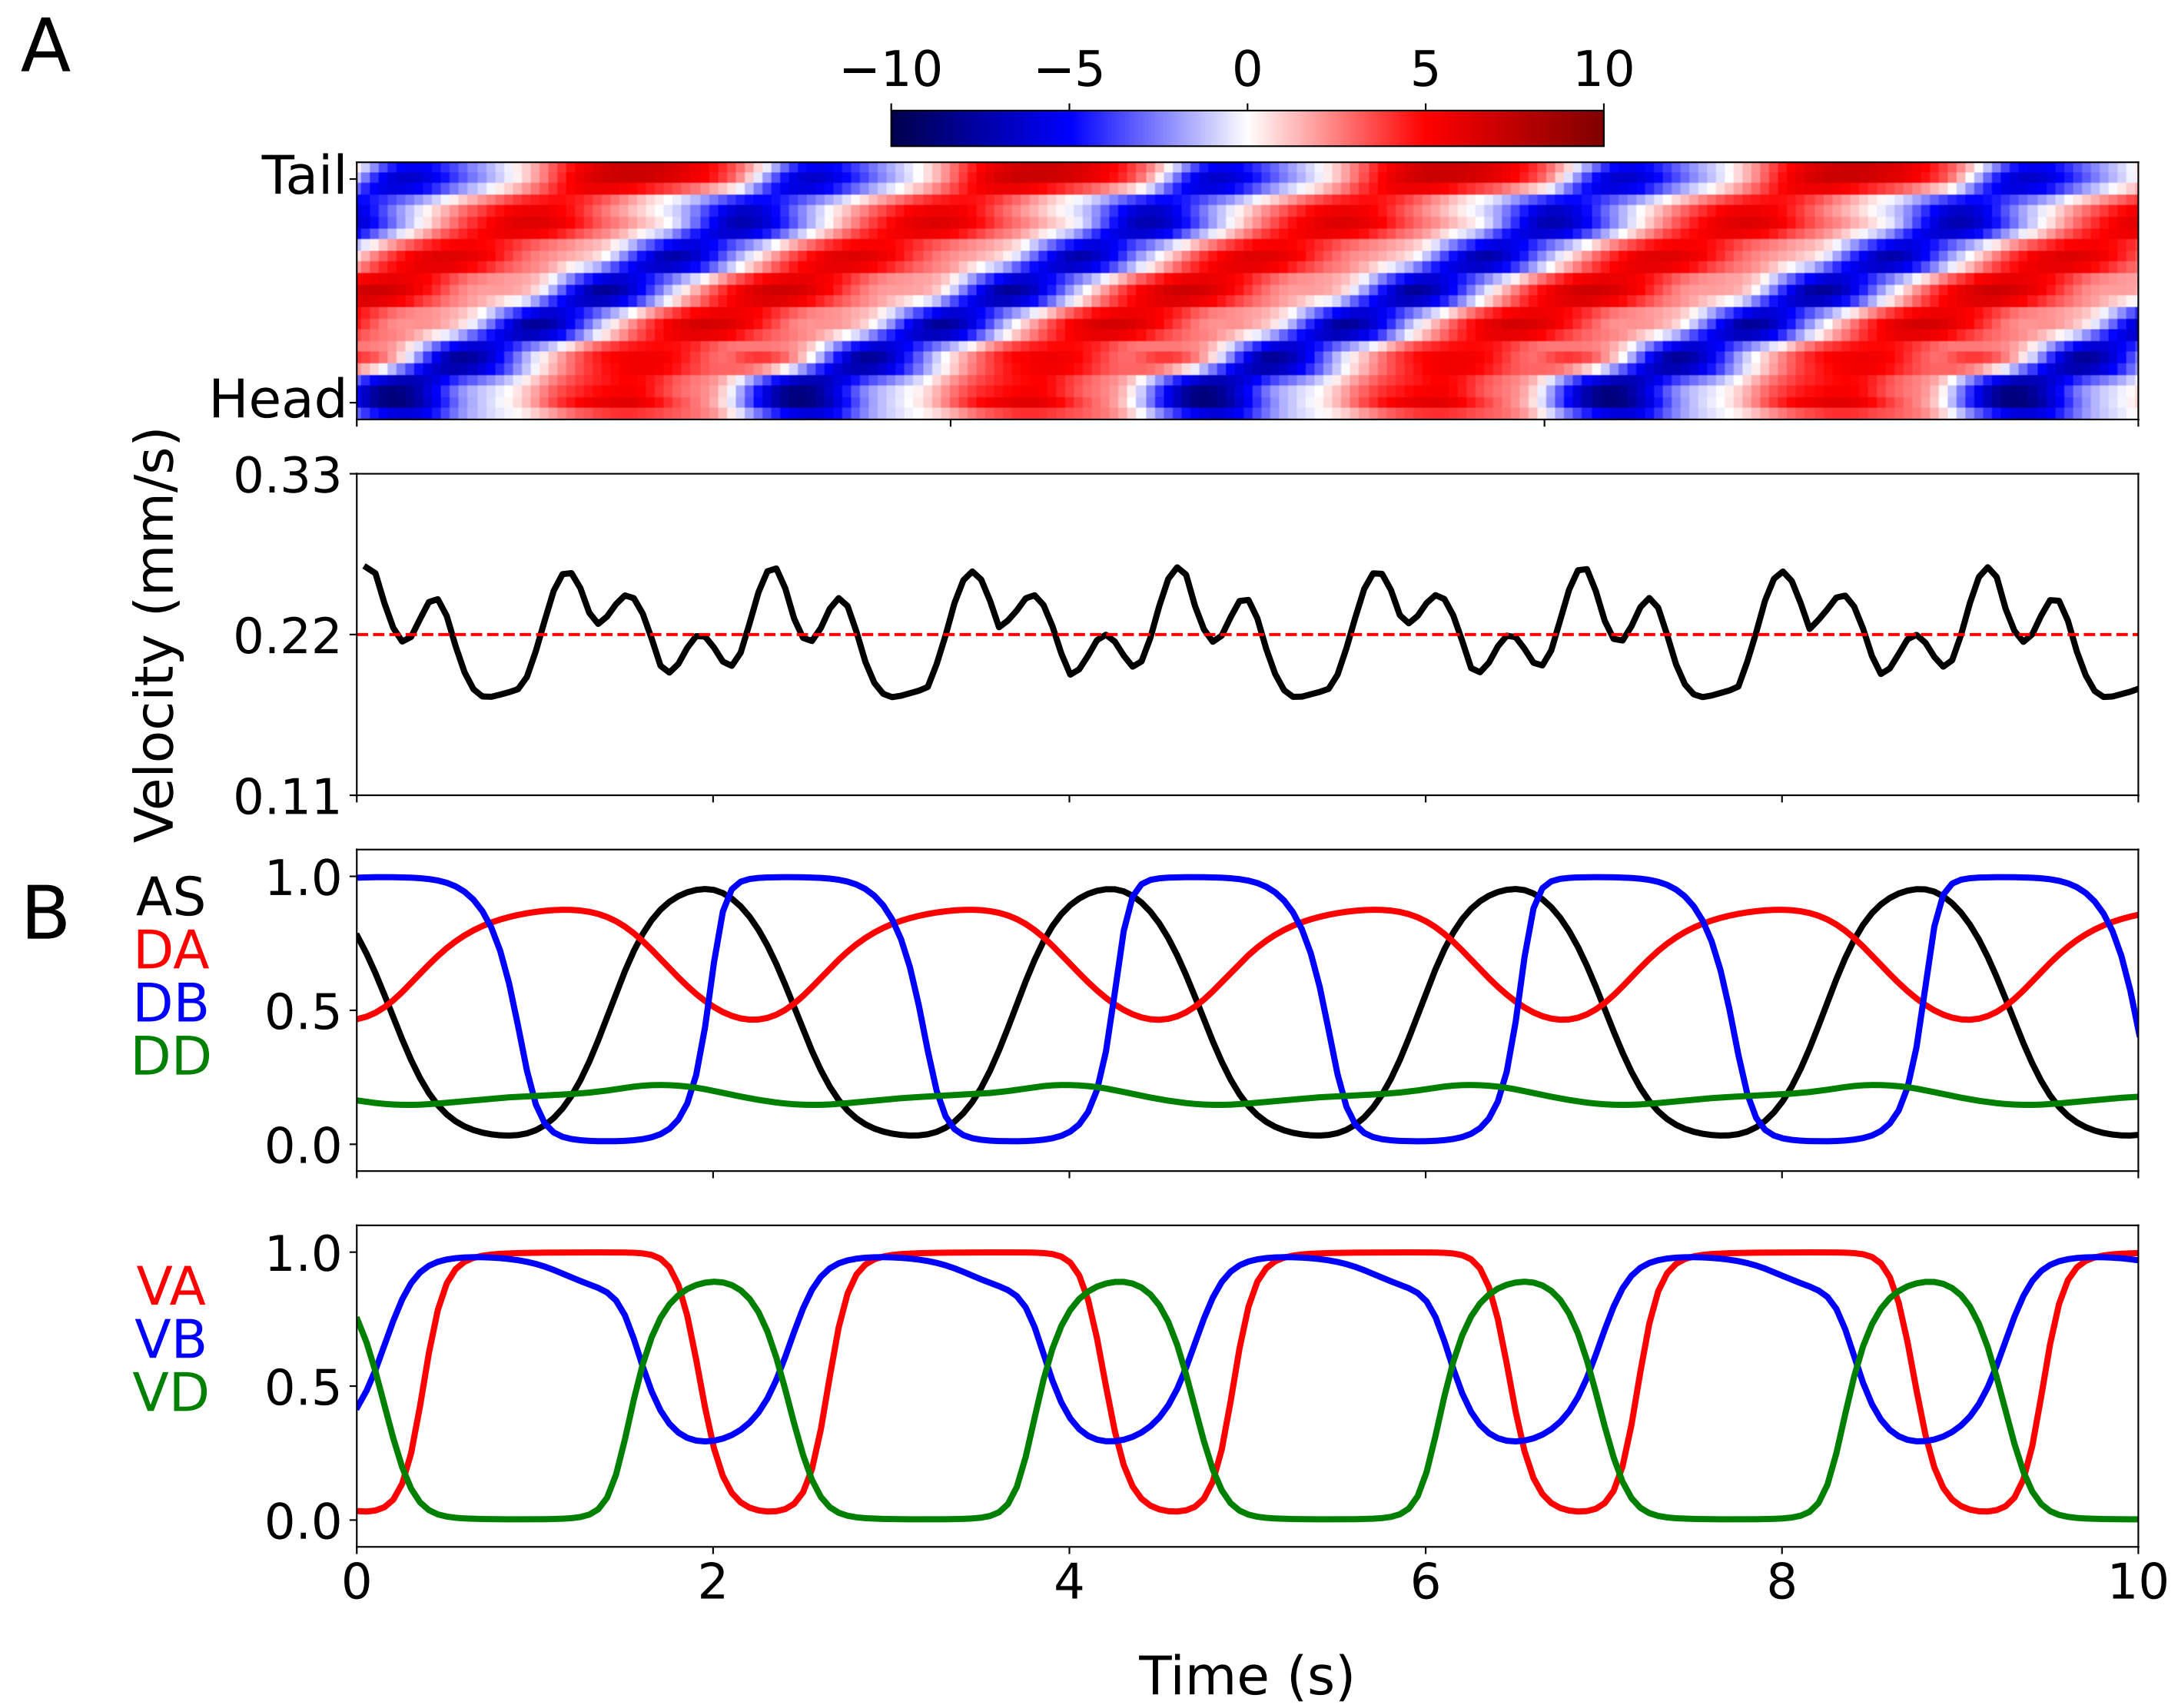 A
−10 −5 0 5 10
Tail
Head
Velocity (mm/s)
0.33
0.22
0.11
B
AS
DA
DB
DD
1.0
0.5
0.0
VA
VB
VD
1.0
0.5
0.0
0 2 4 6 8 10
Time (s)